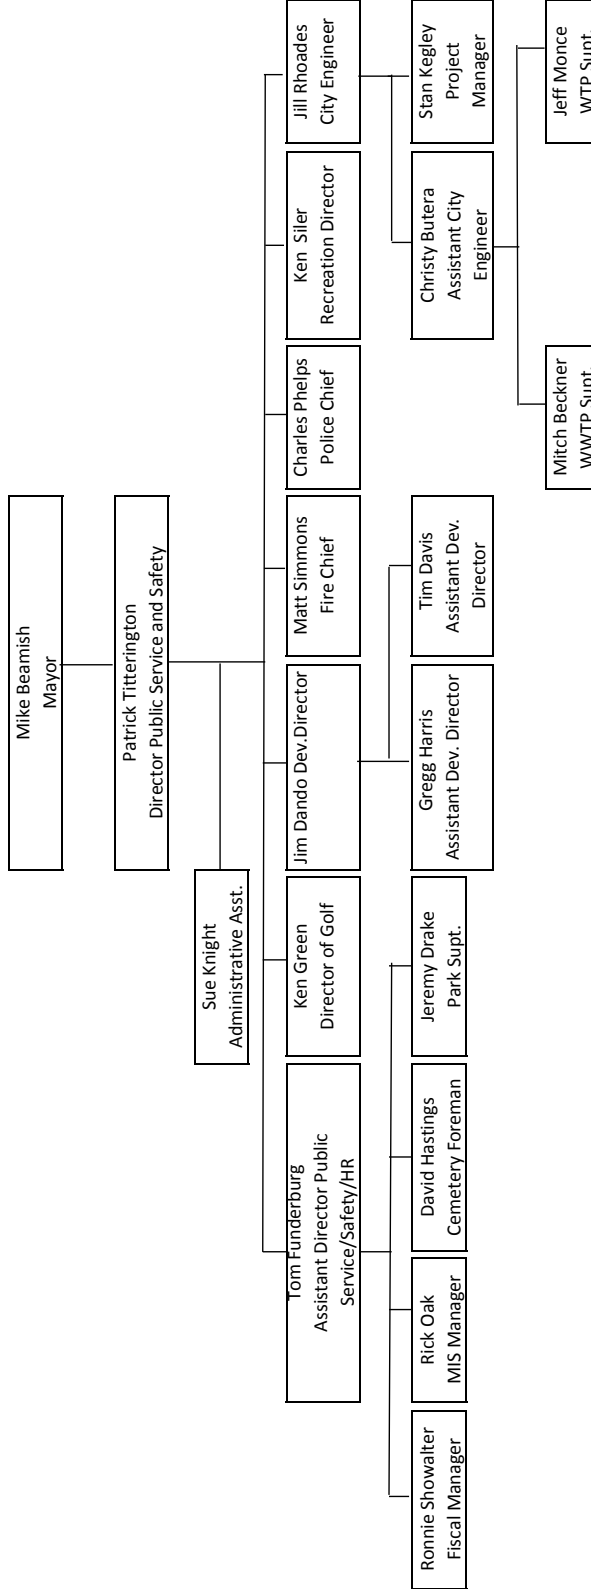 Mike Beamish
Mayor
Patrick Titterington
Director Public Service and Safety
Sue Knight
Administrative Asst.
Tom Funderburg
Assistant Director Public
Service/Safety/HR
Ken Green
Director of Golf
Jim Dando Dev.Director
Matt Simmons
Fire Chief
Charles Phelps
Police Chief
Ken Siler
Recreation Director
Jill Rhoades
City Engineer
Ronnie Showalter
Fiscal Manager
Rick Oak
MIS Manager
David Hastings
Cemetery Foreman
Jeremy Drake
Park Supt.
Gregg Harris
Assistant Dev. Director
Tim Davis
Assistant Dev.
Director
Christy Butera
Assistant City
Engineer
Stan Kegley
Project
Manager
Mitch Beckner
WWTP Supt.
Jeff Monce
WTP Supt.